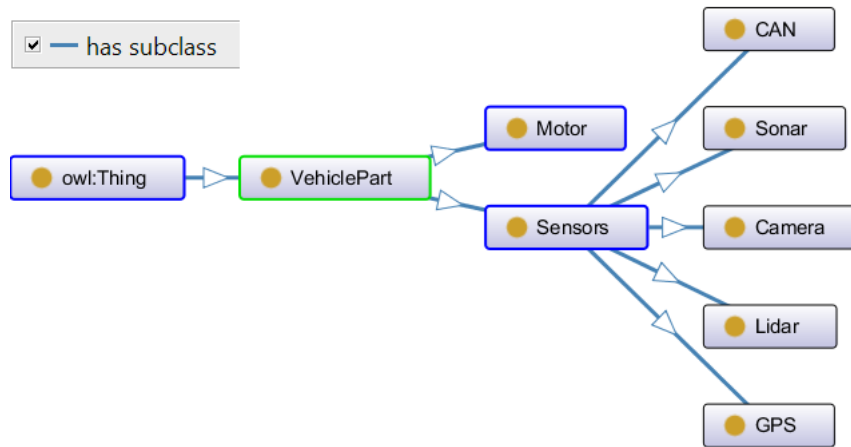 has subclass
CAN
Motor
Sonar
owl:Thing
VehiclePart
Sensors
Camera
Lidar
GPS